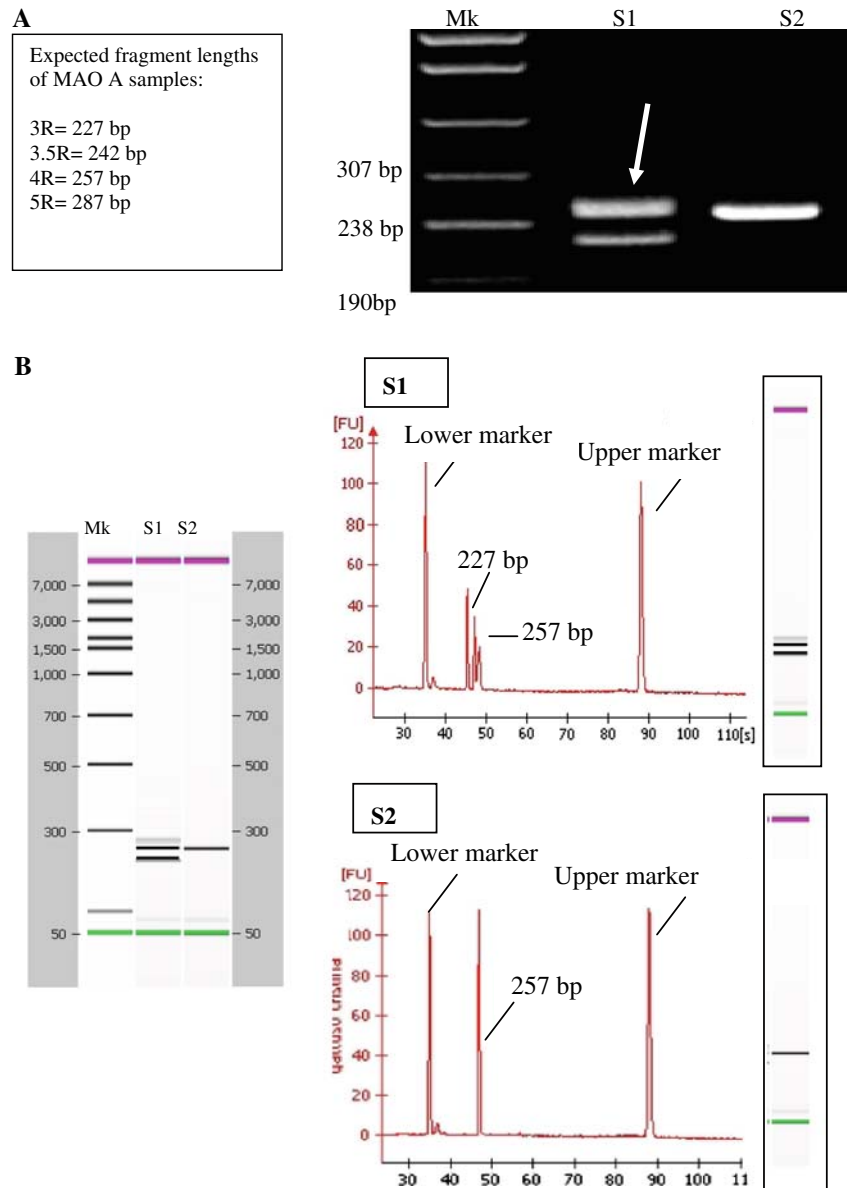 A
Expected fragment lengths
of MAO A samples:
3R= 227 bp
3.5R= 242 bp
4R= 257 bp
5R= 287 bp
Mk S1 S2
307 bp
238 bp
190bp
B
Mk S1 S2
7,000 7,000
3,000 3,000
1,500 1,500
1,000 1,000
700 700
500 500
300 300
50 50
S1
[FU]
120
100
80
60
40
20
0
Lower marker
Upper marker
227 bp
257 bp
30 40 50 60 70 80 90 100 110[s]
S2
[FU]
120
100
80
60
40
20
0
Lower marker
Upper marker
257 bp
30 40 50 60 70 80 90 100 11